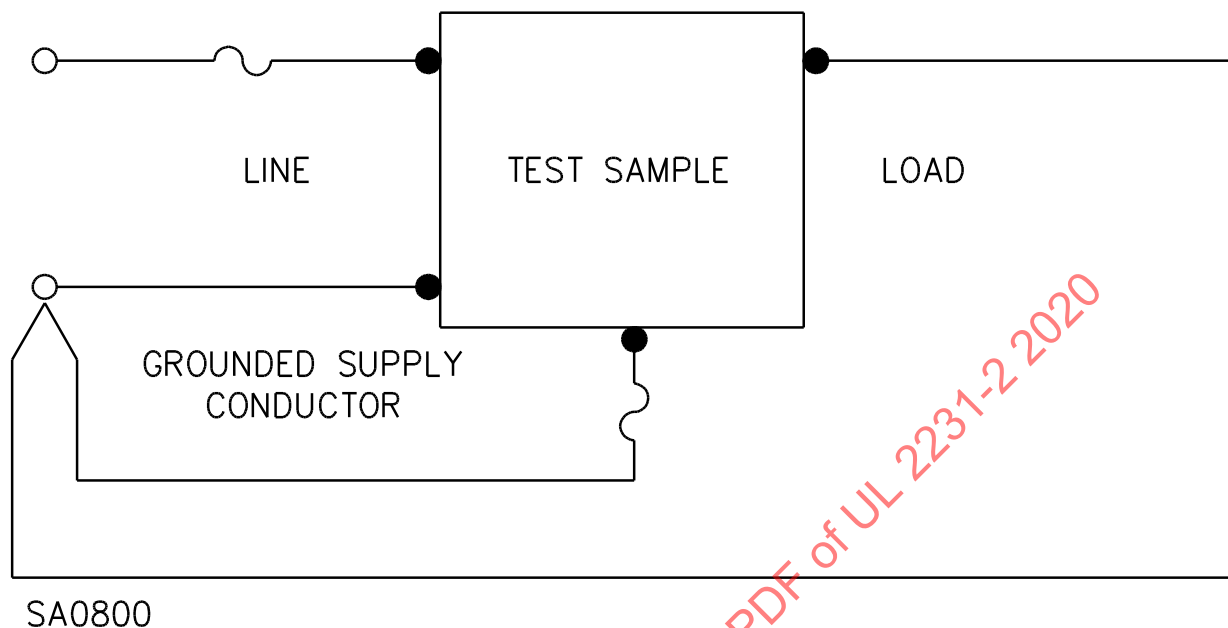 LINE
TEST SAMPLE
LOAD
GROUNDED SUPPLY
CONDUCTOR
PDF of UL 2231-2 2020
SA0800